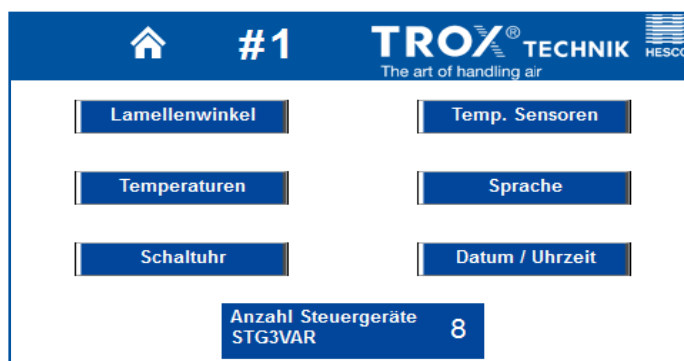 #1
TROX® TECHNIK
The art of handling air
HESCO
Lamellenwinkel
Temp. Sensoren
Temperaturen
Sprache
Schaltuhr
Datum / Uhrzeit
Anzahl Steuergeräte
STG3VAR
8